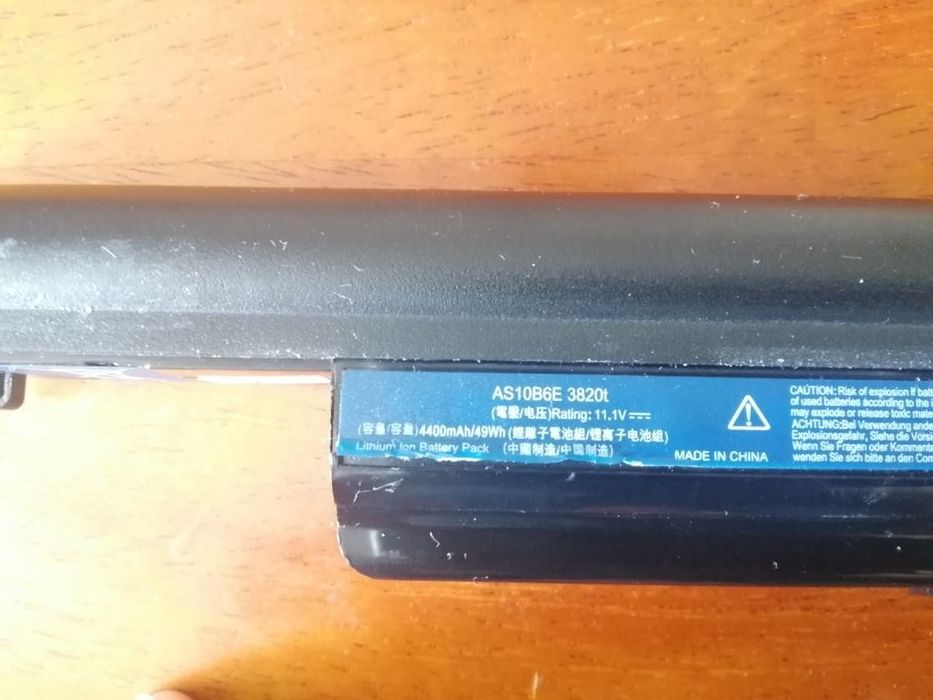 AS10B6E 3820t
(電壓/电压)Rating: 11.1V
(容量/容量)4400mAh/49Wh (鋰離子電池組/锂离子电池组)
Lithium Ion Battery Pack (中國制造/中国制造)
MADE IN CHINA
CAUTION: Risk of explosion if
of used batteries according to the
may explode or release toxic
ACHTUNG:Bei Verwendung
Explosionsgefahr, Siehe die
Wenn Sie Fragen oder
wenden Sie sich bitte an den